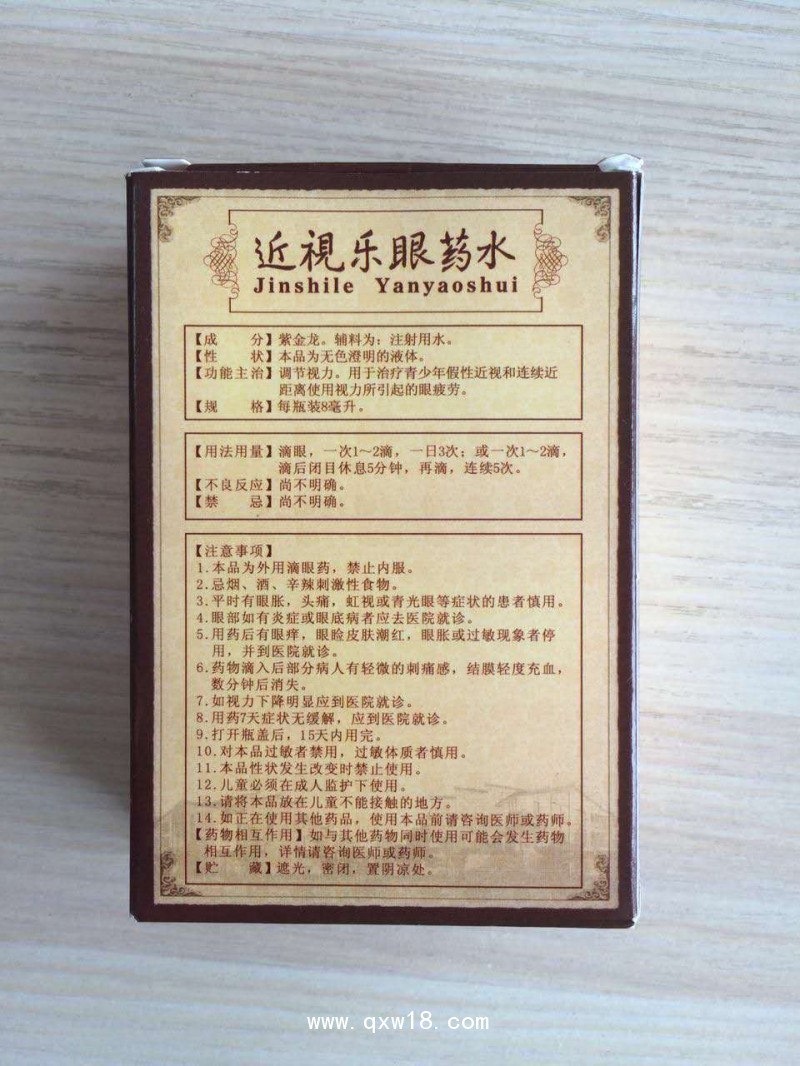 近視乐眼药水
Jinshile Yanyaoshui
【成　　分】紫金龙。辅料为：注射用水。
【性　　状】本品为无色澄明的液体。
【功能主治】调节视力。用于治疗青少年假性近视和连续近
距离使用视力所引起的眼疲劳。
【规　　格】每瓶装8毫升。
【用法用量】滴眼，一次1～2滴，一日3次；或一次1～2滴，
滴后闭目休息5分钟，再滴，连续5次。
【不良反应】尚不明确。
【禁　　忌】尚不明确。
【注意事项】
1.本品为外用滴眼药，禁止内服。
2.忌烟、酒、辛辣刺激性食物。
3.平时有眼胀，头痛，虹视或青光眼等症状的患者慎用。
4.眼部如有炎症或眼底病者应去医院就诊。
5.用药后有眼痒，眼睑皮肤潮红，眼胀或过敏现象者停
用，并到医院就诊。
6.药物滴入后部分病人有轻微的刺痛感，结膜轻度充血，
数分钟后消失。
7.如视力下降明显应到医院就诊。
8.用药7天症状无缓解，应到医院就诊。
9.打开瓶盖后，15天内用完。
10.对本品过敏者禁用，过敏体质者慎用。
11.本品性状发生改变时禁止使用。
12.儿童必须在成人监护下使用。
13.请将本品放在儿童不能接触的地方。
14.如正在使用其他药品，使用本品前请咨询医师或药师。
【药物相互作用】如与其他药物同时使用可能会发生药物
相互作用，详情请咨询医师或药师。
【贮　　藏】遮光，密闭，置阴凉处。
www.qxw18.com